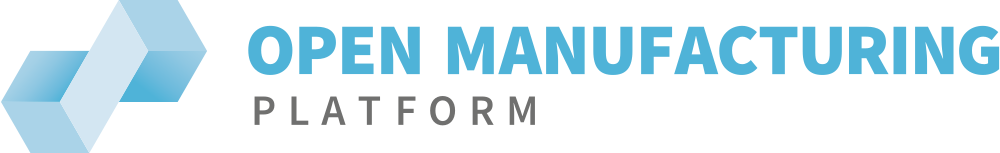 OPEN MANUFACTURING
PLATFORM